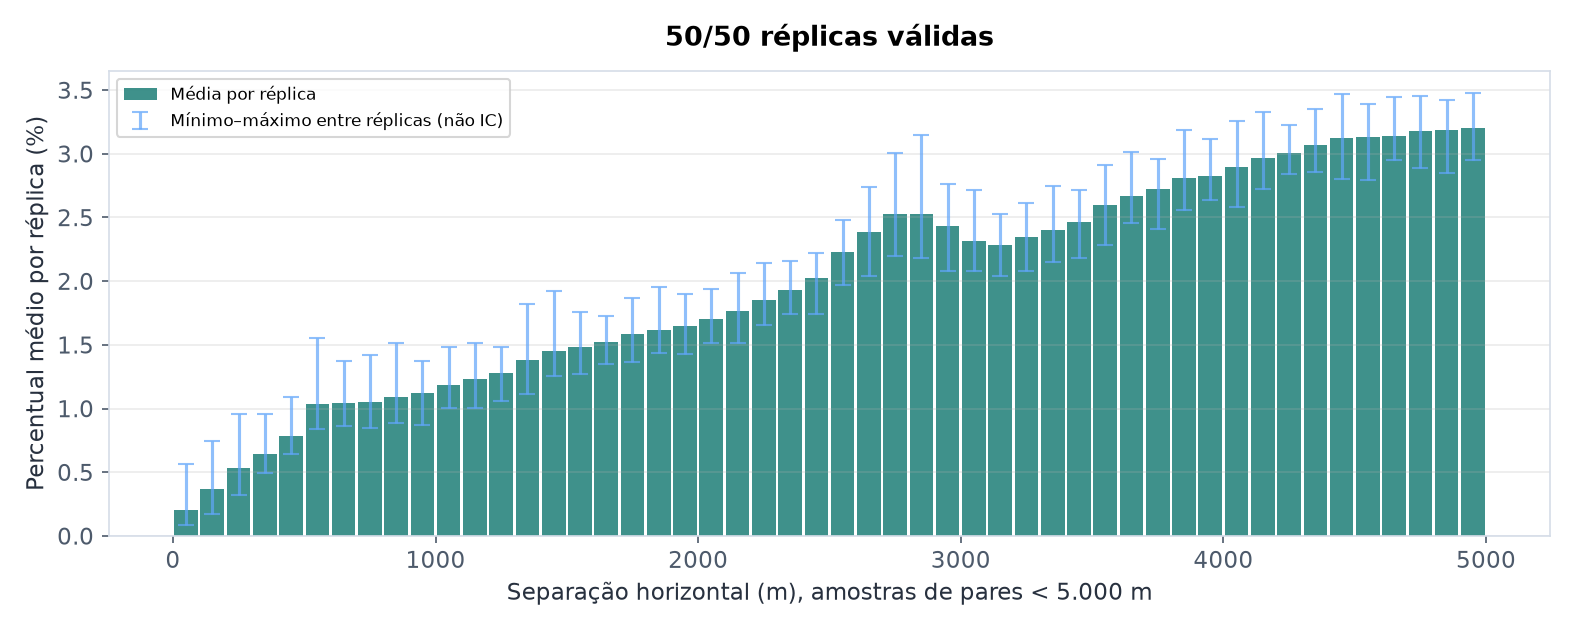 50/50 réplicas válidas
Média por réplica
Mínimo–máximo entre réplicas (não IC)
Percentual médio por réplica (%)
3.5
3.0
2.5
2.0
1.5
1.0
0.5
0.0
0 1000 2000 3000 4000 5000
Separação horizontal (m), amostras de pares < 5.000 m